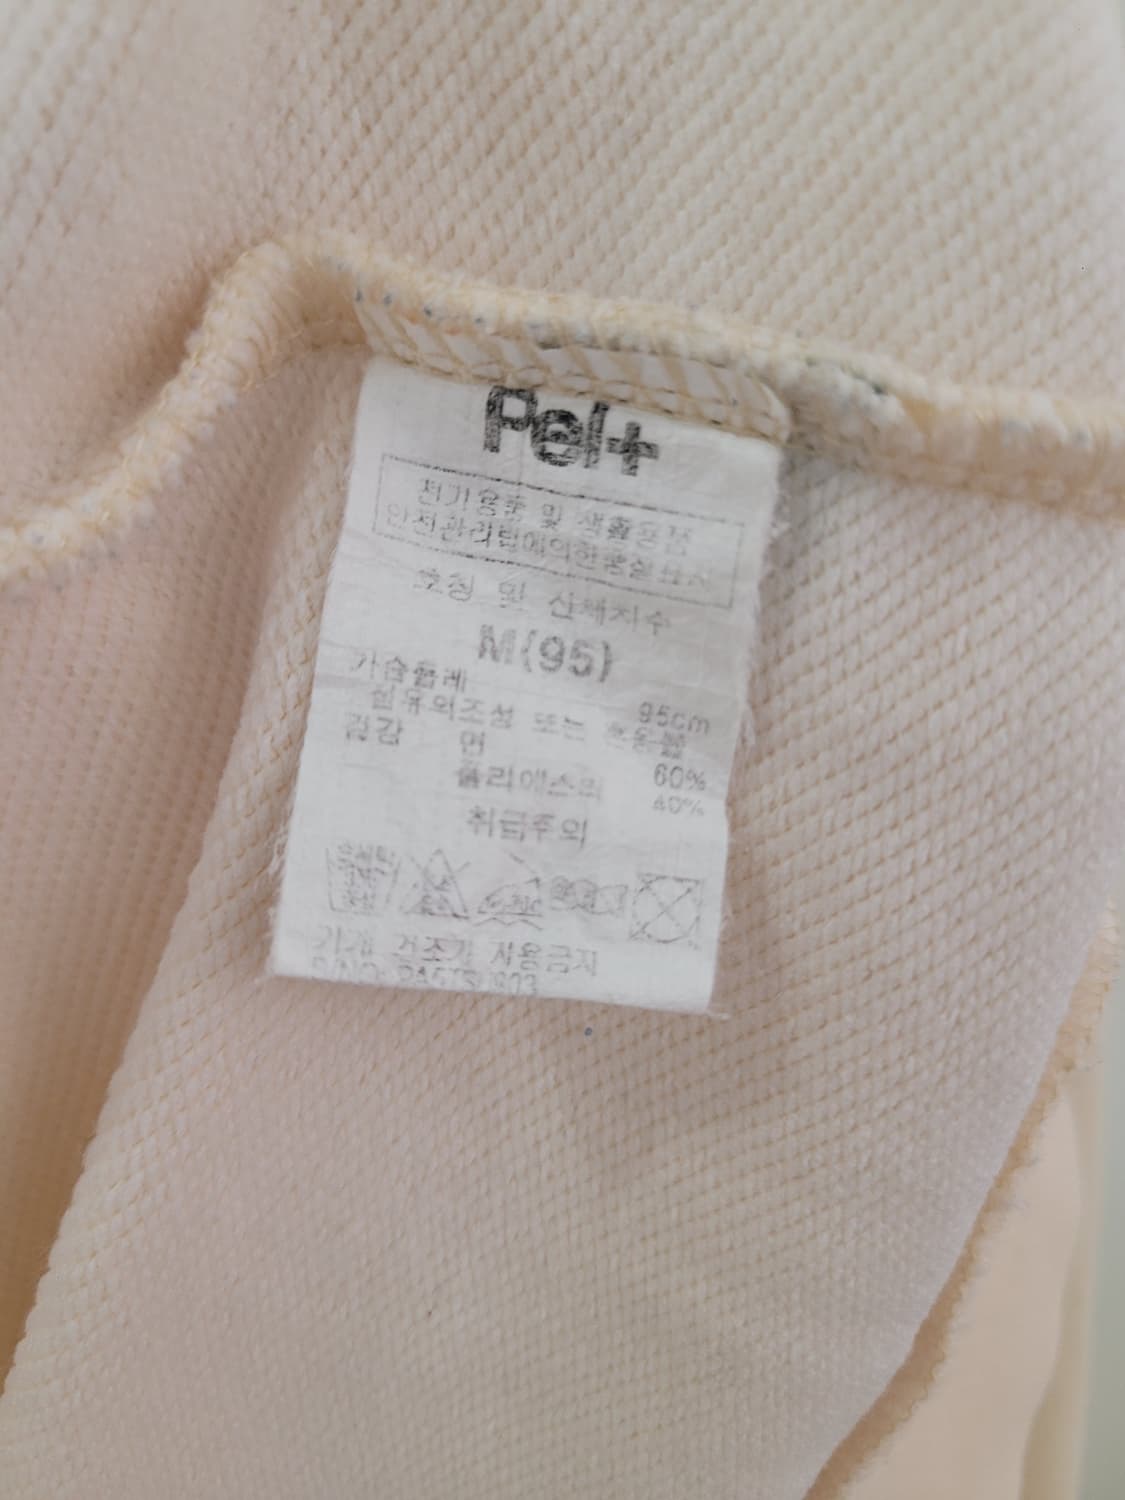 Pel+
전기용품 및 생활용품
안전관리법에의한품질표시
호칭 및 신체치수
M(95)
가슴둘레 95cm
섬유의조성 또는 혼용률
겉감 면 60%
폴리에스터 40%
취급주의
기계 건조기 사용금지